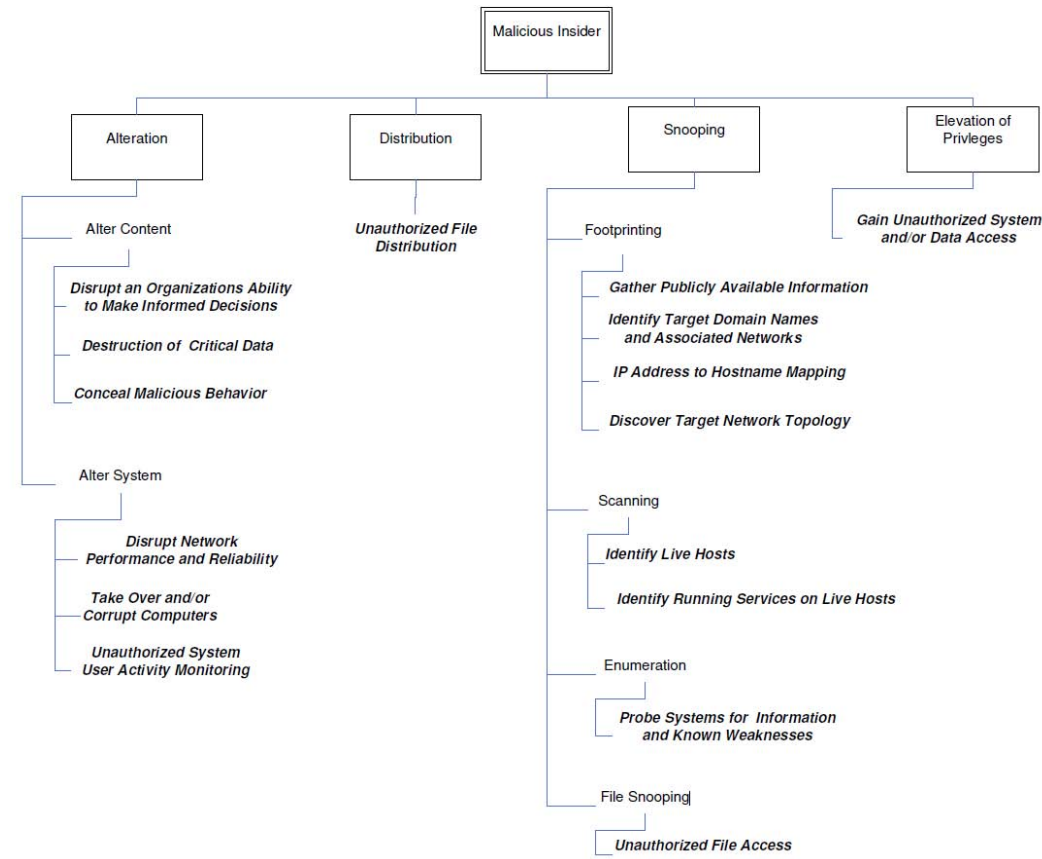 Malicious Insider
Alteration
Distribution
Snooping
Elevation of
Privleges
Alter Content
Disrupt an Organizations Ability
to Make Informed Decisions
Destruction of Critical Data
Conceal Malicious Behavior
Alter System
Disrupt Network
Performance and Reliability
Take Over and/or
Corrupt Computers
Unauthorized System
User Activity Monitoring
Unauthorized File
Distribution
Footprinting
Gather Publicly Available Information
Identify Target Domain Names
and Associated Networks
IP Address to Hostname Mapping
Discover Target Network Topology
Scanning
Identify Live Hosts
Identify Running Services on Live Hosts
Enumeration
Probe Systems for Information
and Known Weaknesses
File Snooping
Unauthorized File Access
Gain Unauthorized System
and/or Data Access